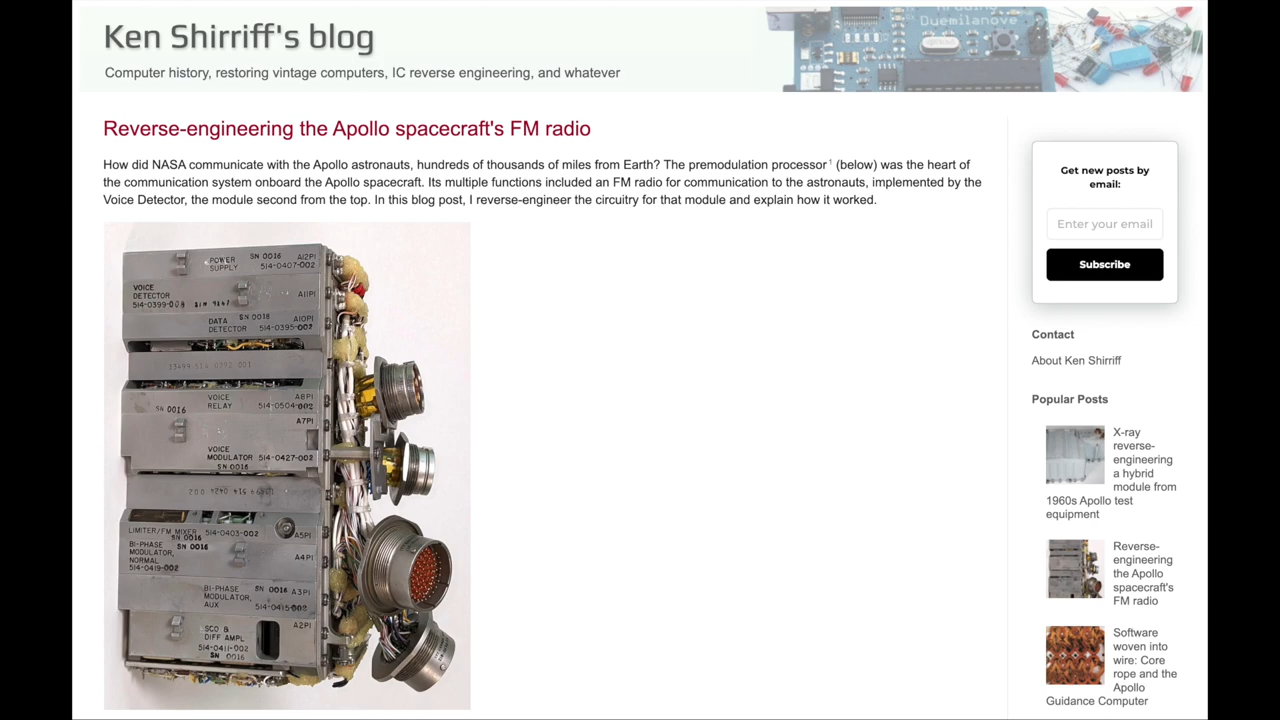 Ken Shirriff's blog
Computer history, restoring vintage computers, IC reverse engineering, and whatever
Duemilanove
Reverse-engineering the Apollo spacecraft's FM radio
How did NASA communicate with the Apollo astronauts, hundreds of thousands of miles from Earth? The premodulation processor1 (below) was the heart of
the communication system onboard the Apollo spacecraft. Its multiple functions included an FM radio for communication to the astronauts, implemented by the
Voice Detector, the module second from the top. In this blog post, I reverse-engineer the circuitry for that module and explain how it worked.
POWER SN 0016 A12P1
SUPPLY 514-0407-002
VOICE
DETECTOR A11P1
514-0399-008
DATA SN 0018 A10P1
DETECTOR 514-0395-002
VOICE A8P1
RELAY 514-0504-002
SN 0016
A7P1
VOICE
MODULATOR 514-0427-002
SN 0016
LIMITER/FM MIXER 514-0403-002
SN 0016 A5P1
BI-PHASE
MODULATOR, SN 0016
NORMAL A4P1
514-0419-002
BI-PHASE SN 0016 A3P1
MODULATOR,
AUX 514-0415-002
SCO & A2P1
DIFF AMPL
514-0411-002
SN 0016
Get new posts by
email:
Enter your email
Subscribe
Contact
About Ken Shirriff
Popular Posts
X-ray
reverse-
engineering
a hybrid
module from
1960s Apollo test
equipment
Reverse-
engineering
the Apollo
spacecraft's
FM radio
Software
woven into
wire: Core
rope and the
Apollo
Guidance Computer